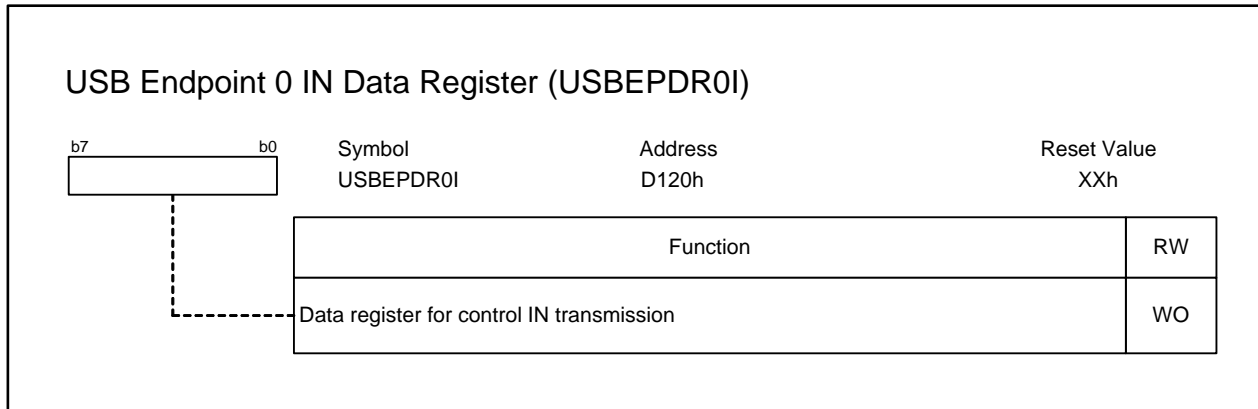 USB Endpoint 0 IN Data Register (USBEPDR0I)
b7 b0 Symbol Address Reset Value
USBEPDR0I D120h XXh
Function RW
Data register for control IN transmission WO